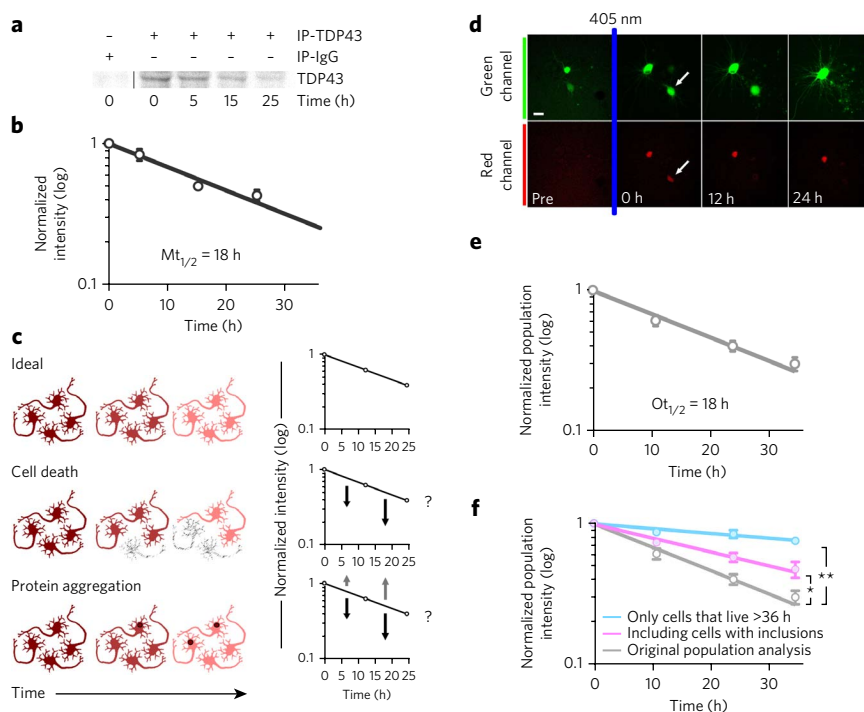 a
– + + + + IP-TDP43
+ – – – – IP-IgG
TDP43
0 0 5 15 25 Time (h)
b
Normalized
intensity (log)
1
0.1
Mt1/2 = 18 h
0 10 20 30
Time (h)
c
Ideal
Cell death
Protein aggregation
Time
Normalized intensity (log)
1
0.1
0 5 10 15 20 25
1
0.1
0 5 10 15 20 25
?
1
0.1
0 5 10 15 20 25
?
Time (h)
d
405 nm
Green
channel
Red
channel
Pre
0 h
12 h
24 h
e
Normalized population
intensity (log)
1
0.1
Ot1/2 = 18 h
0 10 20 30
Time (h)
f
Normalized population
intensity (log)
1
0.1
*
**
Only cells that live >36 h
Including cells with inclusions
Original population analysis
0 10 20 30
Time (h)